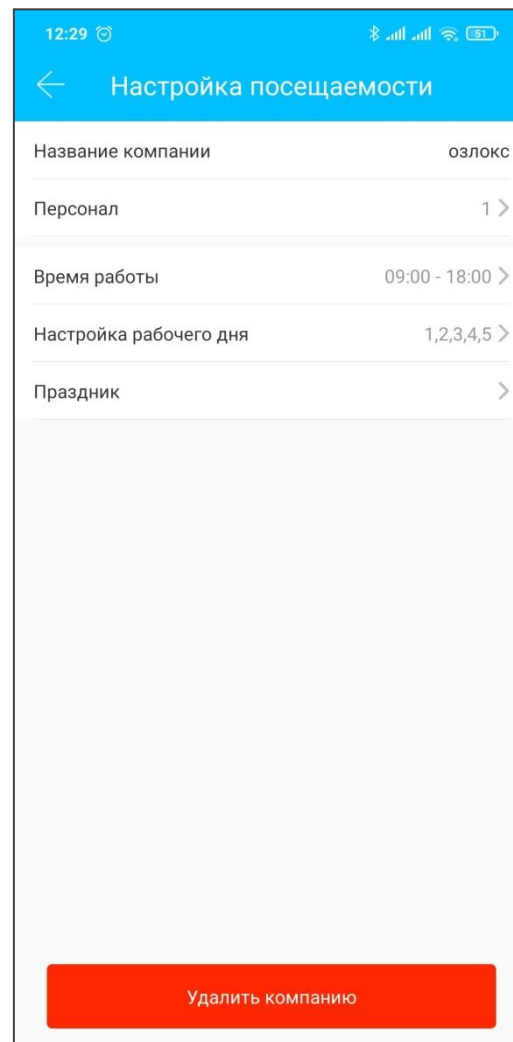 12:29 51
Настройка посещаемости
Название компании озлокс
Персонал 1
Время работы 09:00 - 18:00
Настройка рабочего дня 1,2,3,4,5
Праздник
Удалить компанию